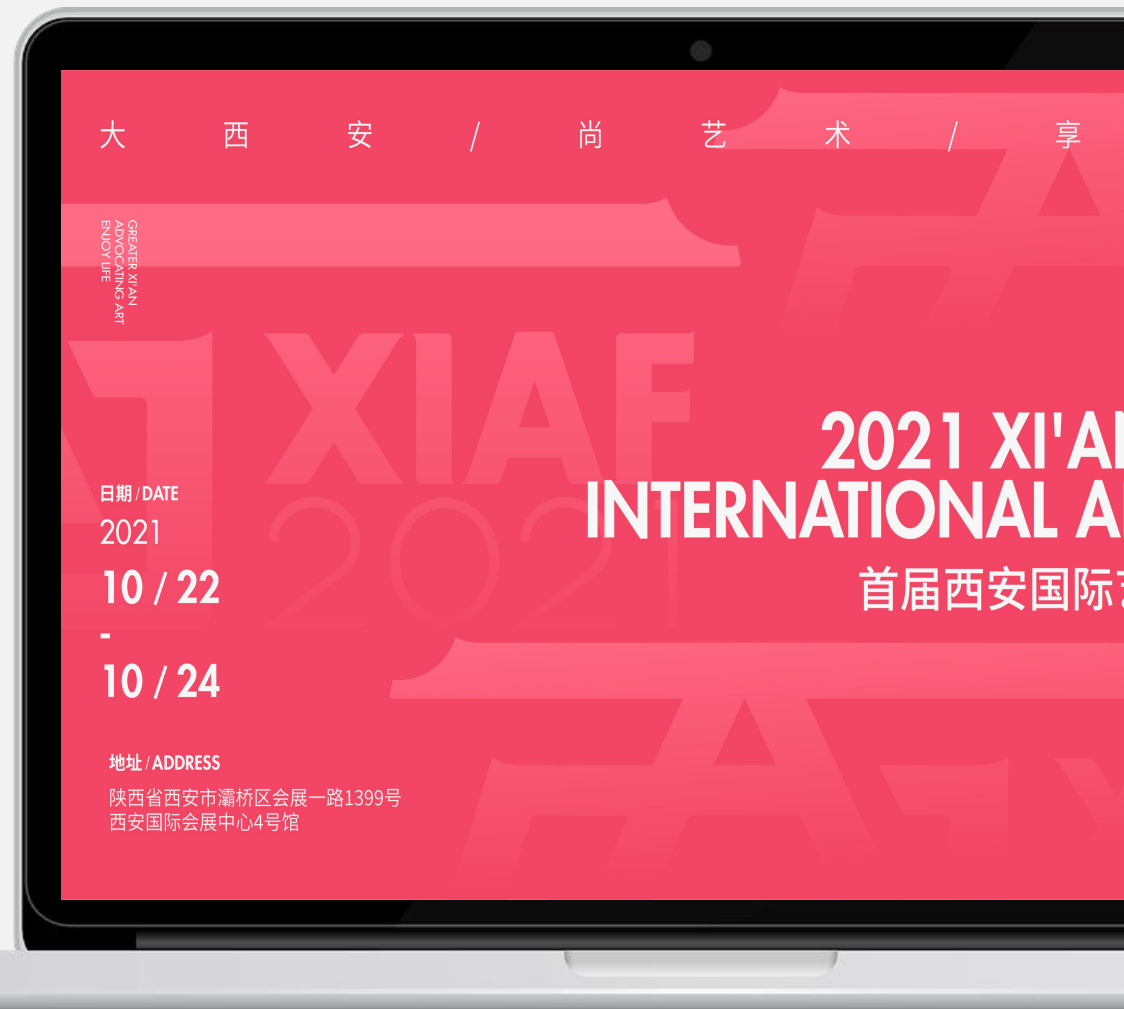 大西安/尚艺术/享
GREATER XI'AN
ADVOCATING ART
ENJOY LIFE
XIAF
2021
2021 XI'AN
INTERNATIONAL A
首届西安国际艺
日期/DATE
2021
10 / 22
-
10 / 24
地址/ADDRESS
陕西省西安市灞桥区会展一路1399号
西安国际会展中心4号馆